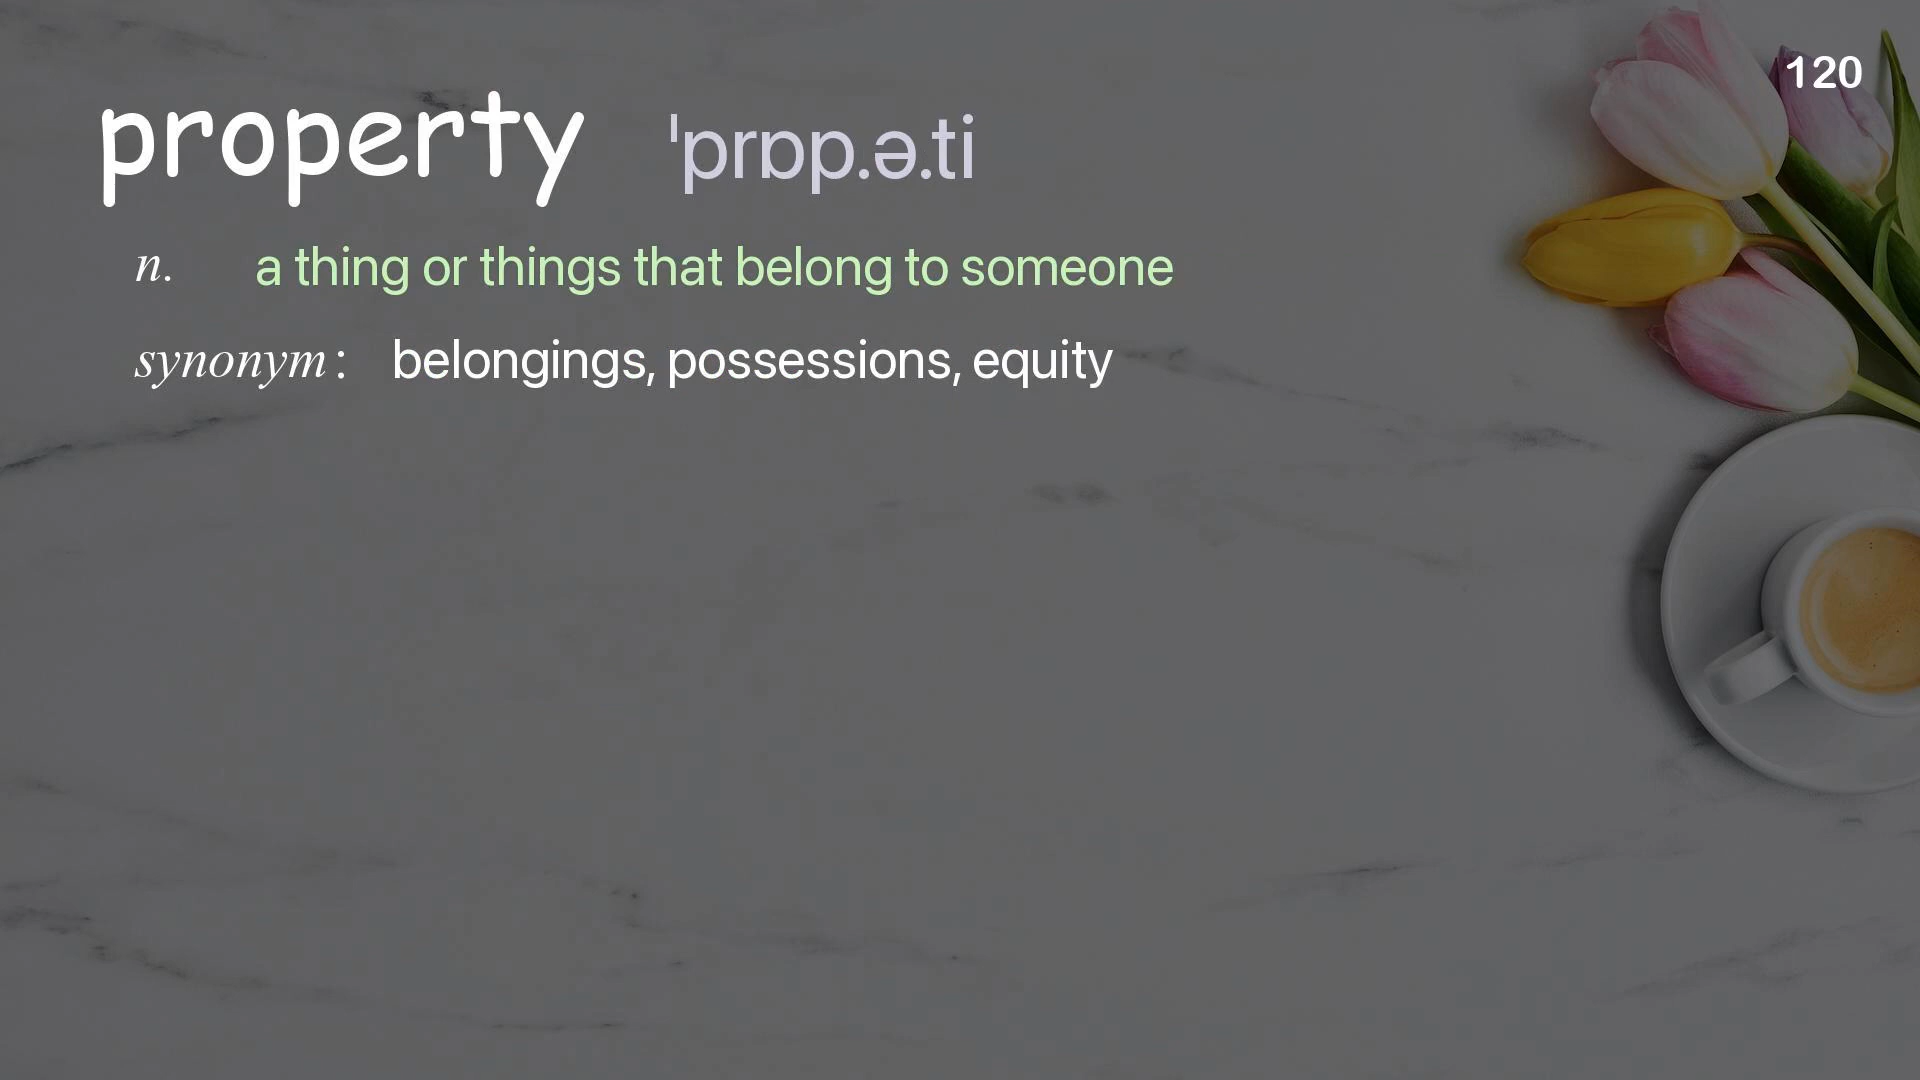 120
property ˈprɒp.ə.ti
n. a thing or things that belong to someone
synonym: belongings, possessions, equity